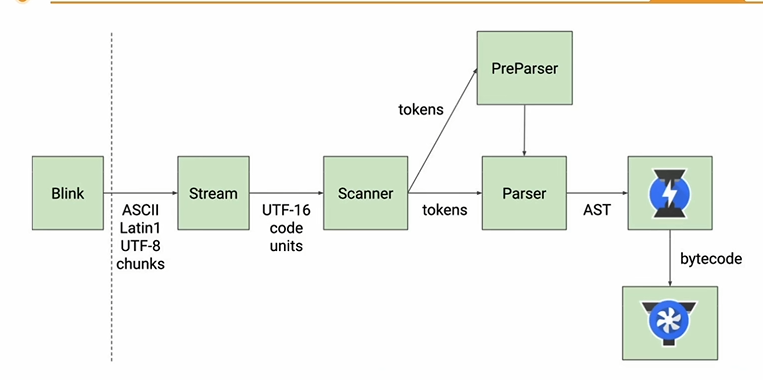 PreParser
tokens
Blink
Stream
Scanner
Parser
ASCII
Latin1
UTF-8
chunks
UTF-16
code
units
tokens
AST
bytecode